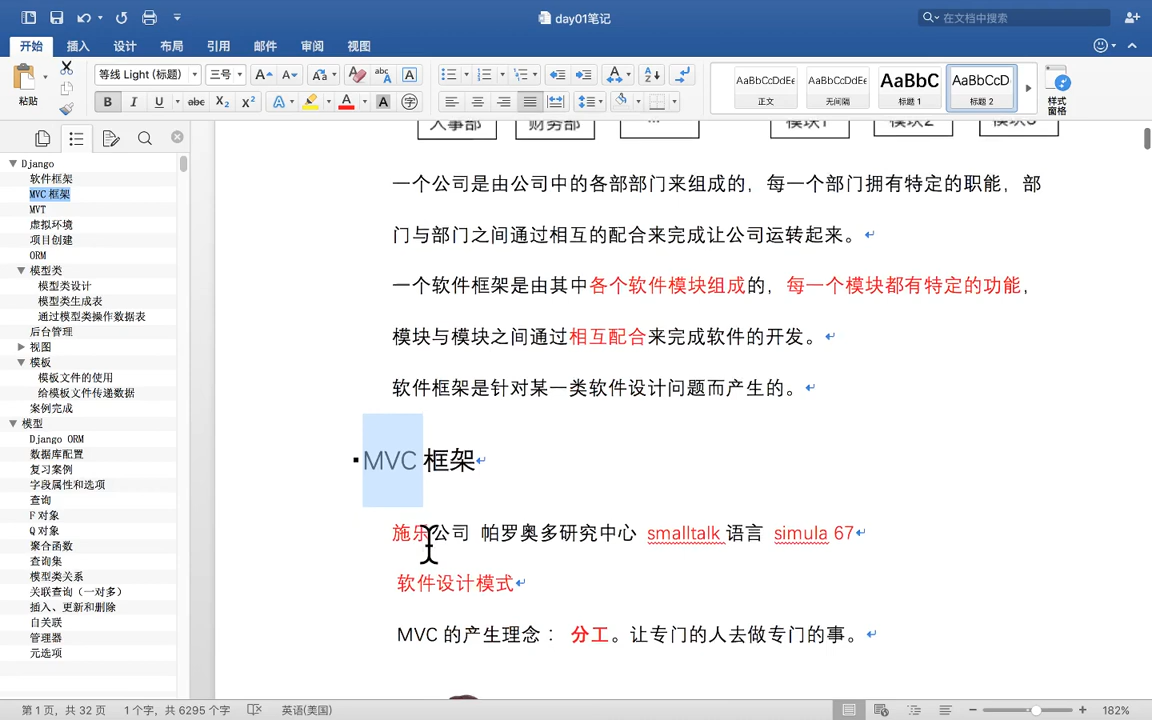 day01笔记
在文档中搜索
开始 插入 设计 布局 引用 邮件 审阅 视图
粘贴
等线 Light (标题) 三号
AaBbCcDdEe 正文
AaBbCcDdEe 无间隔
AaBbC 标题 1
AaBbCcD 标题 2
样式
窗格
Django
软件框架
MVC 框架
MVT
虚拟环境
项目创建
ORM
模型类
模型类设计
模型类生成表
通过模型类操作数据表
后台管理
视图
模板
模板文件的使用
给模板文件传递数据
案例完成
模型
Django ORM
数据库配置
复习案例
字段属性和选项
查询
F 对象
Q 对象
聚合函数
查询集
模型类关系
关联查询（一对多）
插入、更新和删除
自关联
管理器
元选项
人事部 财务部 ... 模块1 模块2 模块3
一个公司是由公司中的各部部门来组成的，每一个部门拥有特定的职能，部
门与部门之间通过相互的配合来完成让公司运转起来。
一个软件框架是由其中各个软件模块组成的，每一个模块都有特定的功能，
模块与模块之间通过相互配合来完成软件的开发。
软件框架是针对某一类软件设计问题而产生的。
MVC 框架
施乐公司 帕罗奥多研究中心 smalltalk 语言 simula 67
软件设计模式
MVC 的产生理念： 分工。让专门的人去做专门的事。
第 1 页，共 32 页 1 个字，共 6295 个字 英语(美国) 182%